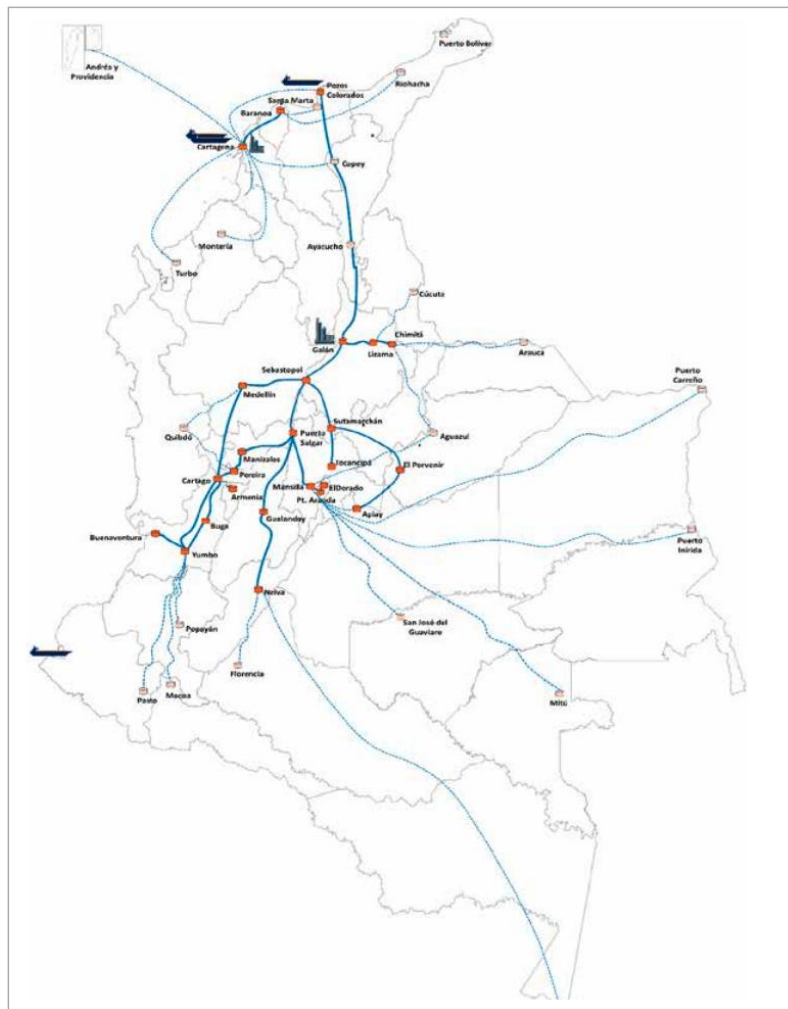 Puerto Bolívar
Andrés y
Providencia
Riohacha
Pozos
Colorados
Santa Marta
Baranoa
Cartagena
Copey
Montería
Ayacucho
Turbo
Cúcuta
Chimitá
Galán
Lizama
Arauca
Sebastopol
Puerto
Carreño
Medellín
Sutamarchán
Quibdó
Puerto
Salgar
Aguazul
Manizales
Tocancipá
El Porvenir
Pereira
Cartago
Mansilla
ElDorado
Armenia
Pt. Aranda
Apiay
Gualanday
Buga
Buenaventura
Yumbo
Puerto
Inírida
Neiva
San José del
Guaviare
Popayán
Florencia
Pasto
Mocoa
Mitú